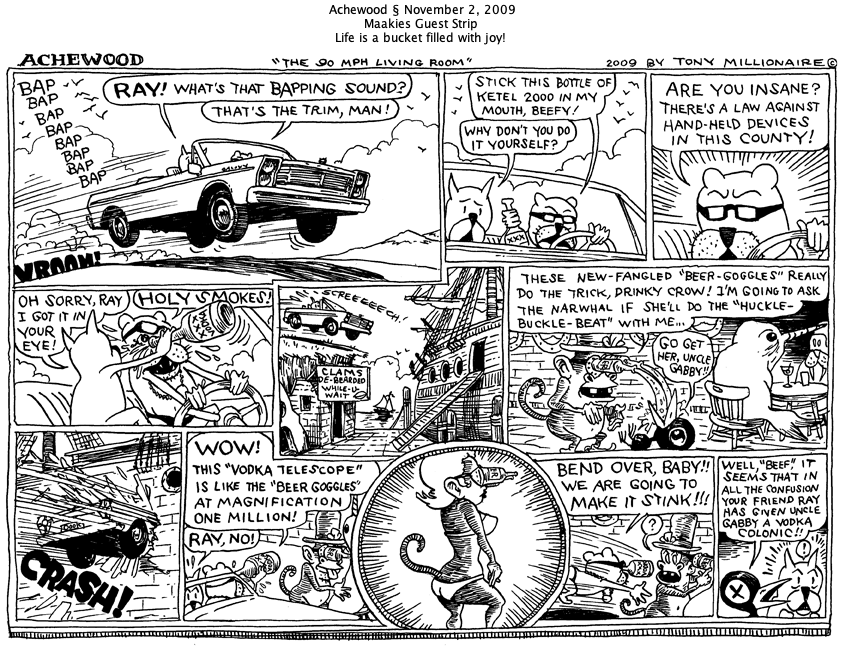 Achewood § November 2, 2009
Maakies Guest Strip
Life is a bucket filled with joy!
ACHEWOOD
"THE 90 MPH LIVING ROOM"
2009 BY TONY MILLIONAIRE ©
BAP
BAP
BAP
BAP
BAP
BAP
BAP
BAP
RAY! WHAT'S THAT BAPPING SOUND?
THAT'S THE TRIM, MAN!
VROOM!
STICK THIS BOTTLE OF
KETEL 2000 IN MY
MOUTH, BEEFY!
WHY DON'T YOU DO
IT YOURSELF?
XXX
ARE YOU INSANE?
THERE'S A LAW AGAINST
HAND-HELD DEVICES
IN THIS COUNTY!
OH SORRY, RAY
I GOT IT IN
YOUR
EYE!
HOLY SMOKES!
SCREEEEECH!
CLAMS
DE-BEARDED
WHILE-U-
WAIT
THESE NEW-FANGLED "BEER-GOGGLES" REALLY
DO THE TRICK, DRINKY CROW! I'M GOING TO ASK
THE NARWHAL IF SHE'LL DO THE "HUCKLE-
BUCKLE-BEAT" WITH ME...
GO GET
HER, UNCLE
GABBY!!
CRASH!
WOW!
THIS "VODKA TELESCOPE"
IS LIKE THE "BEER GOGGLES"
AT MAGNIFICATION
ONE MILLION!
RAY, NO!
BEND OVER, BABY!!
WE ARE GOING TO
MAKE IT STINK!!!
?
WELL, "BEEF," IT
SEEMS THAT IN
ALL THE CONFUSION
YOUR FRIEND RAY
HAS GIVEN UNCLE
GABBY A VODKA
COLONIC!!
!